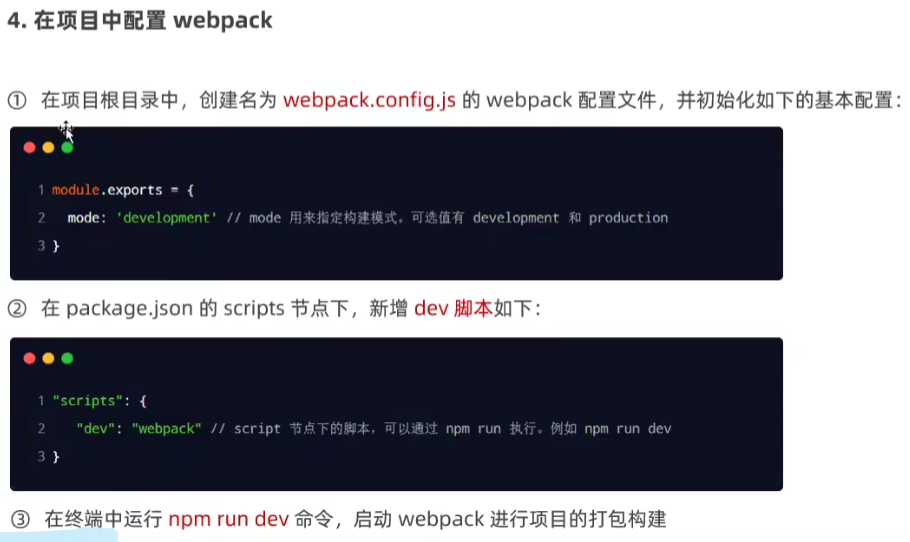 4. 在项目中配置 webpack
① 在项目根目录中，创建名为 webpack.config.js 的 webpack 配置文件，并初始化如下的基本配置：
1 module.exports = {
2   mode: 'development' // mode 用来指定构建模式。可选值有 development 和 production
3 }
② 在 package.json 的 scripts 节点下，新增 dev 脚本如下：
1 "scripts": {
2   "dev": "webpack" // script 节点下的脚本，可以通过 npm run 执行。例如 npm run dev
3 }
③ 在终端中运行 npm run dev 命令，启动 webpack 进行项目的打包构建